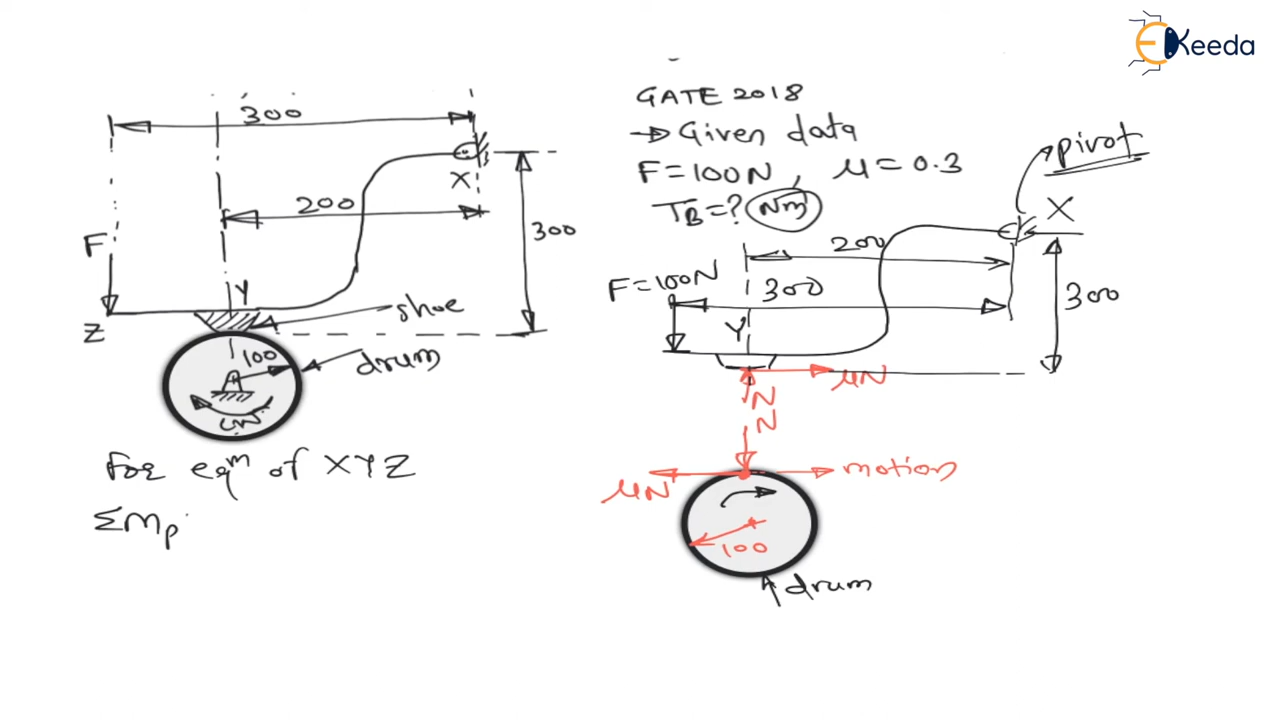 EKeeda
300
X
200
300
F
Y
Z
shoe
100
drum
For eqm of XYZ
ΣMp
GATE 2018
→ Given data
F=100N, μ=0.3
TB=? Nm
pivot
X
200
F=100N
300
300
Y
μN
N
N
μN
motion
100
drum